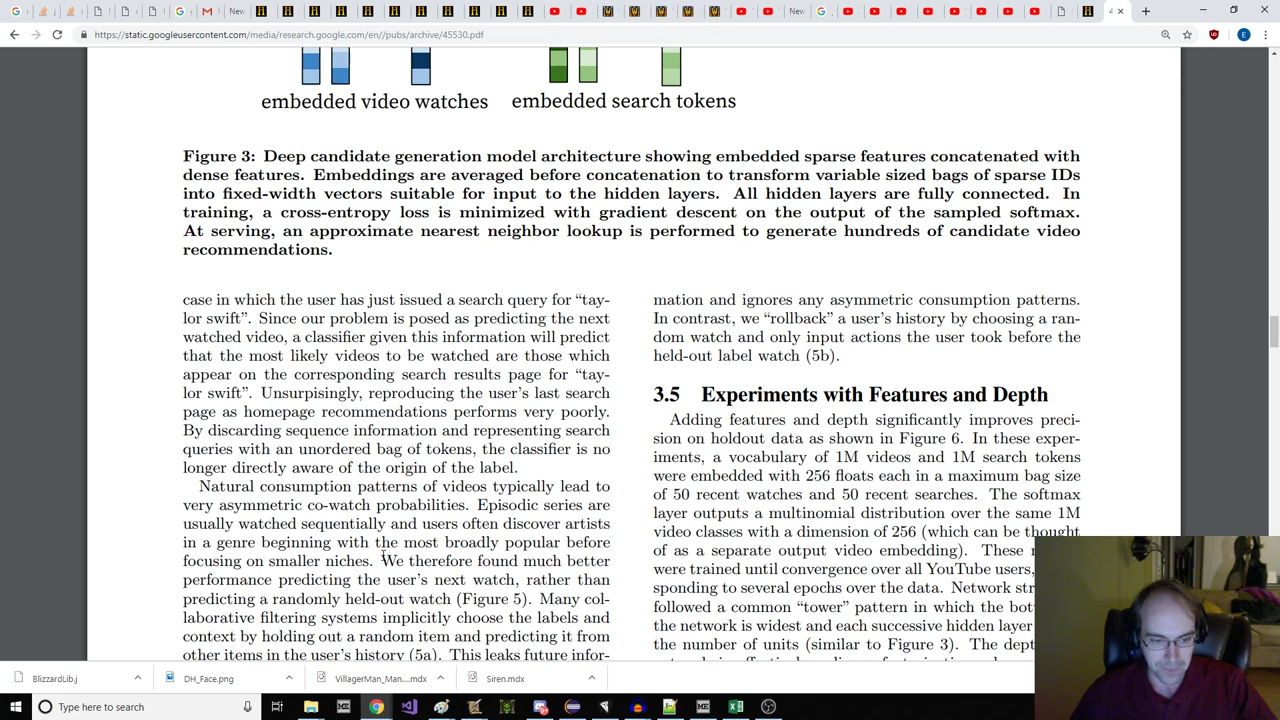 New
New
4
https://static.googleusercontent.com/media/research.google.com/en//pubs/archive/45530.pdf
E
embedded video watches
embedded search tokens
Figure 3: Deep candidate generation model architecture showing embedded sparse features concatenated with
dense features. Embeddings are averaged before concatenation to transform variable sized bags of sparse IDs
into fixed-width vectors suitable for input to the hidden layers. All hidden layers are fully connected. In
training, a cross-entropy loss is minimized with gradient descent on the output of the sampled softmax.
At serving, an approximate nearest neighbor lookup is performed to generate hundreds of candidate video
recommendations.
case in which the user has just issued a search query for “tay-
lor swift”. Since our problem is posed as predicting the next
watched video, a classifier given this information will predict
that the most likely videos to be watched are those which
appear on the corresponding search results page for “tay-
lor swift”. Unsurpisingly, reproducing the user’s last search
page as homepage recommendations performs very poorly.
By discarding sequence information and representing search
queries with an unordered bag of tokens, the classifier is no
longer directly aware of the origin of the label.
Natural consumption patterns of videos typically lead to
very asymmetric co-watch probabilities. Episodic series are
usually watched sequentially and users often discover artists
in a genre beginning with the most broadly popular before
focusing on smaller niches. We therefore found much better
performance predicting the user’s next watch, rather than
predicting a randomly held-out watch (Figure 5). Many col-
laborative filtering systems implicitly choose the labels and
context by holding out a random item and predicting it from
other items in the user’s history (5a). This leaks future infor-
mation and ignores any asymmetric consumption patterns.
In contrast, we “rollback” a user’s history by choosing a ran-
dom watch and only input actions the user took before the
held-out label watch (5b).
3.5 Experiments with Features and Depth
Adding features and depth significantly improves preci-
sion on holdout data as shown in Figure 6. In these exper-
iments, a vocabulary of 1M videos and 1M search tokens
were embedded with 256 floats each in a maximum bag size
of 50 recent watches and 50 recent searches. The softmax
layer outputs a multinomial distribution over the same 1M
video classes with a dimension of 256 (which can be thought
of as a separate output video embedding). These
were trained until convergence over all YouTube users,
sponding to several epochs over the data. Network
followed a common “tower” pattern in which the
the network is widest and each successive hidden layer
the number of units (similar to Figure 3). The
BlizzardLib.j
DH_Face.png
VillagerMan_Man....mdx
Siren.mdx
Type here to search
ME
ME